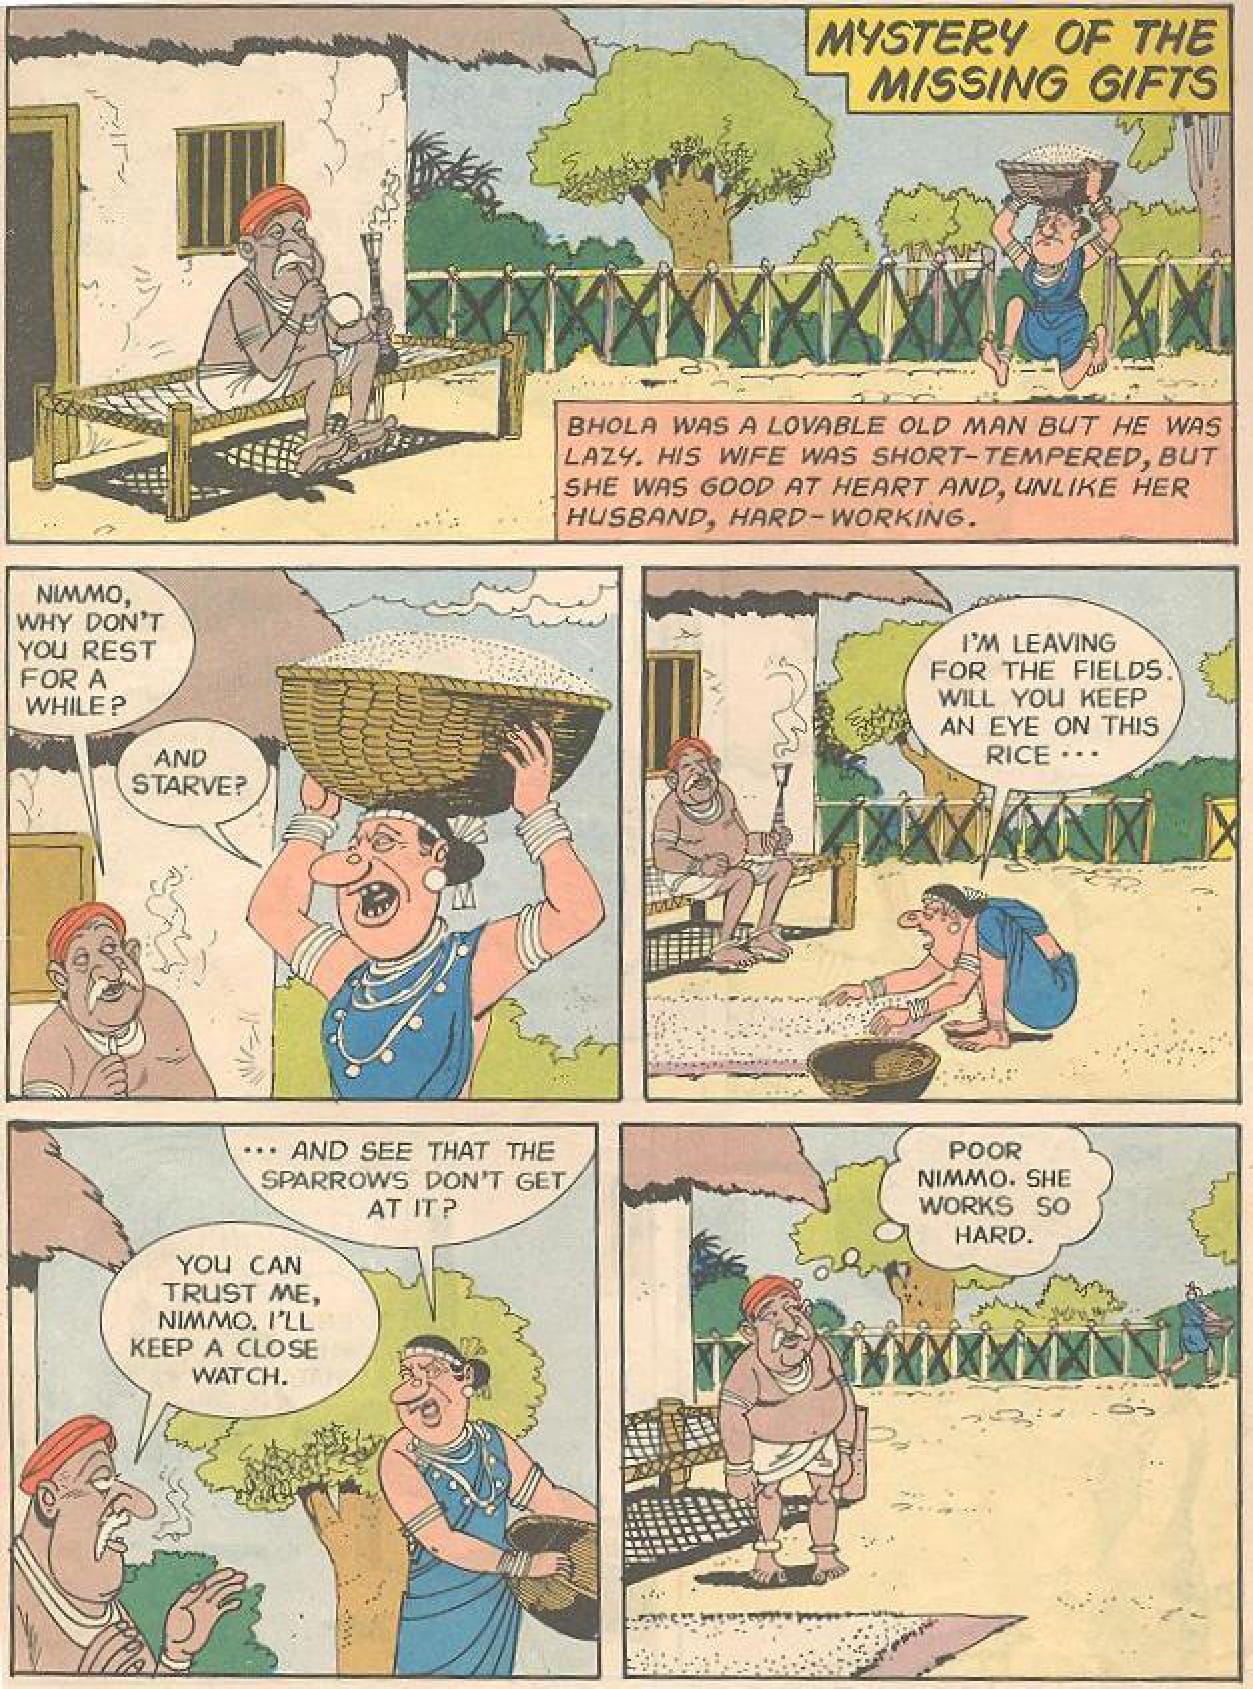 MYSTERY OF THE
MISSING GIFTS
BHOLA WAS A LOVABLE OLD MAN BUT HE WAS
LAZY. HIS WIFE WAS SHORT-TEMPERED, BUT
SHE WAS GOOD AT HEART AND, UNLIKE HER
HUSBAND, HARD-WORKING.
NIMMO,
WHY DON'T
YOU REST
FOR A
WHILE?
AND
STARVE?
I'M LEAVING
FOR THE FIELDS.
WILL YOU KEEP
AN EYE ON THIS
RICE ...
... AND SEE THAT THE
SPARROWS DON'T GET
AT IT?
YOU CAN
TRUST ME,
NIMMO. I'LL
KEEP A CLOSE
WATCH.
POOR
NIMMO. SHE
WORKS SO
HARD.